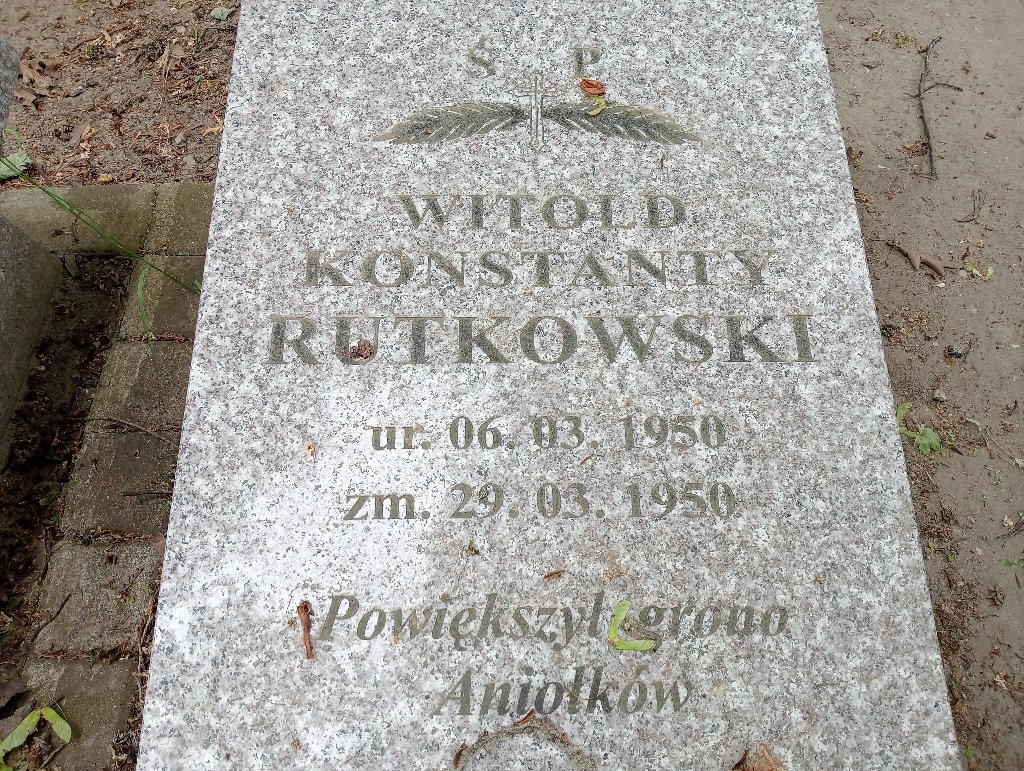 Ś P
WITOLD
KONSTANTY
RUTKOWSKI
ur. 06. 03. 1950
zm. 29. 03. 1950
Powiększył grono
Aniołków